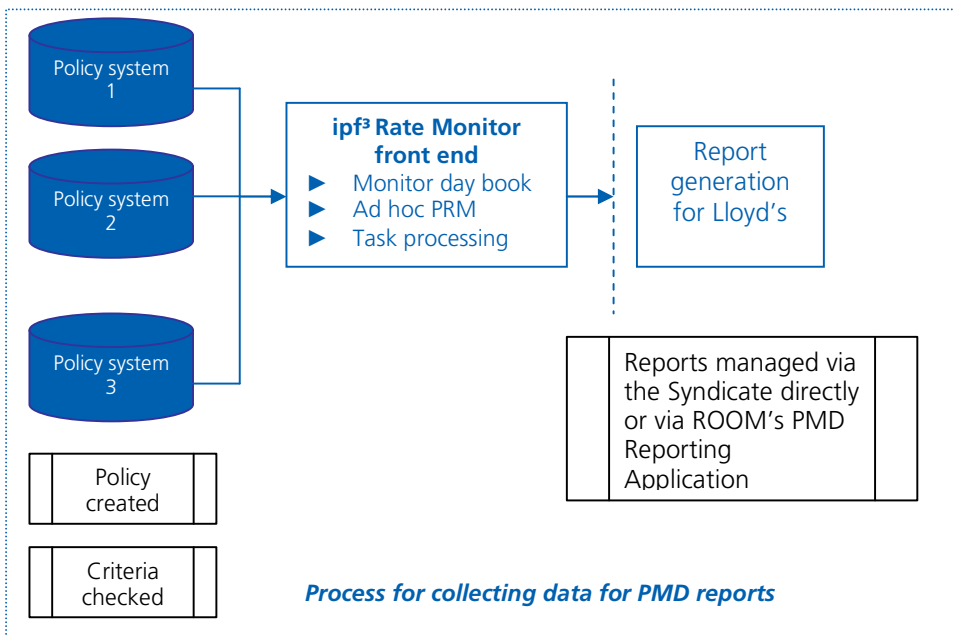 Policy system
1
Policy system
2
Policy system
3
Policy
created
Criteria
checked
ipf³ Rate Monitor
front end
► Monitor day book
► Ad hoc PRM
► Task processing
Report
generation
for Lloyd's
Reports managed via
the Syndicate directly
or via ROOM's PMD
Reporting
Application
Process for collecting data for PMD reports